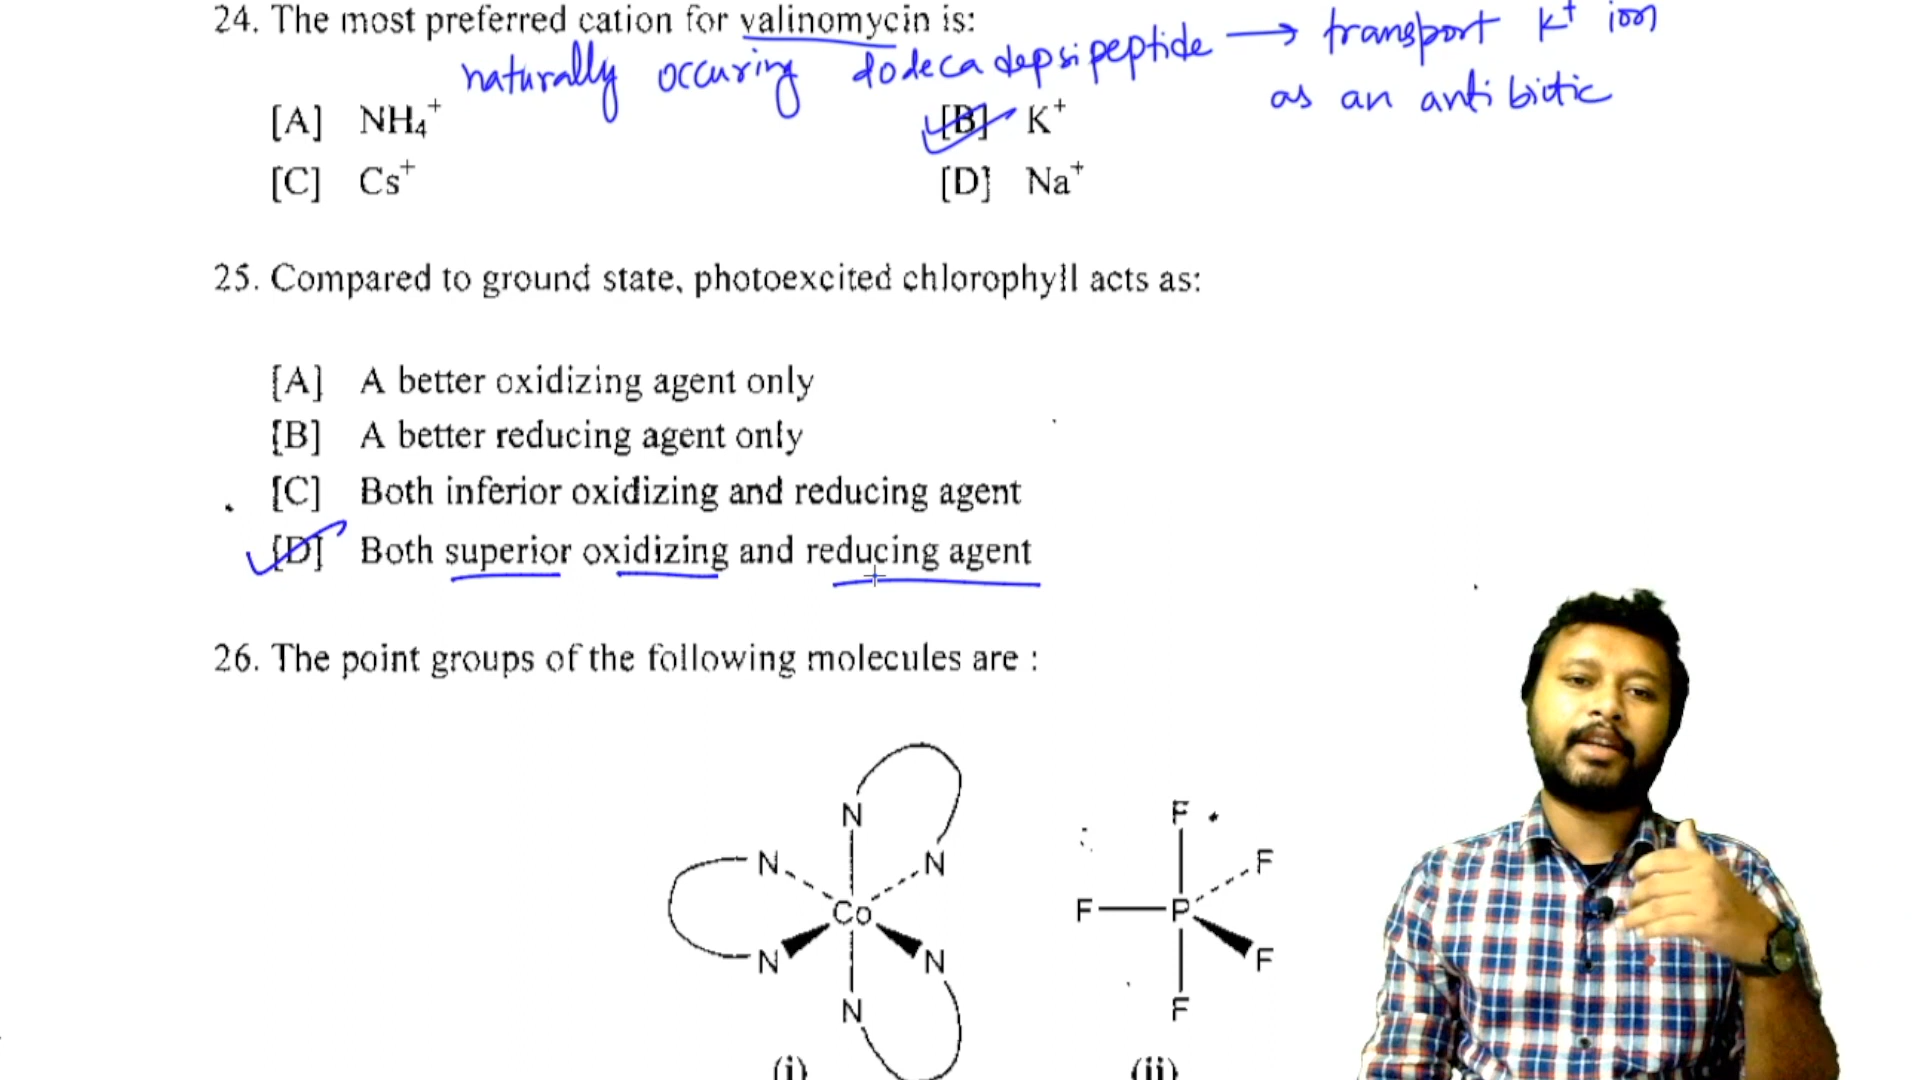 24. The most preferred cation for valinomycin is:
naturally occuring dodeca depsipeptide → transport K⁺ ion
as an antibiotic
[A] NH₄⁺ [B] K⁺
[C] Cs⁺ [D] Na⁺
25. Compared to ground state, photoexcited chlorophyll acts as:
[A] A better oxidizing agent only
[B] A better reducing agent only
[C] Both inferior oxidizing and reducing agent
[D] Both superior oxidizing and reducing agent
26. The point groups of the following molecules are :
N F
N N F
Co F P
N N F
N F
(i) (ii)